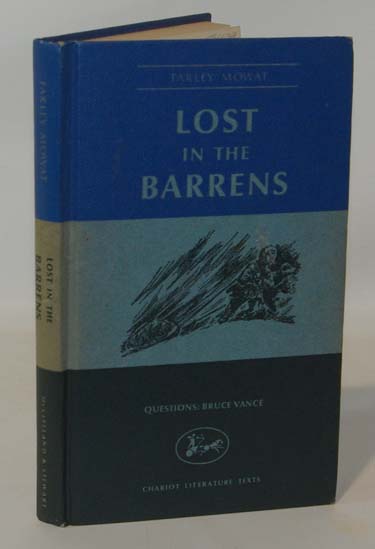 FARLEY MOWAT
LOST
IN THE
BARRENS
QUESTIONS: BRUCE VANCE
CHARIOT LITERATURE TEXTS
FARLEY MOWAT
LOST IN THE
BARRENS
McCLELLAND & STEWART